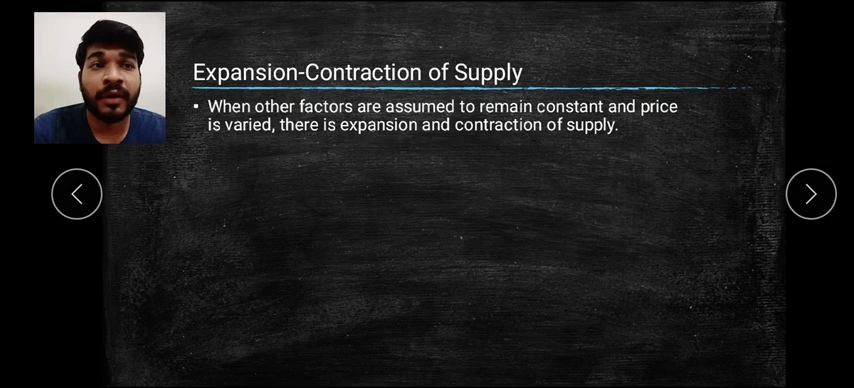 Expansion-Contraction of Supply
▪ When other factors are assumed to remain constant and price
is varied, there is expansion and contraction of supply.